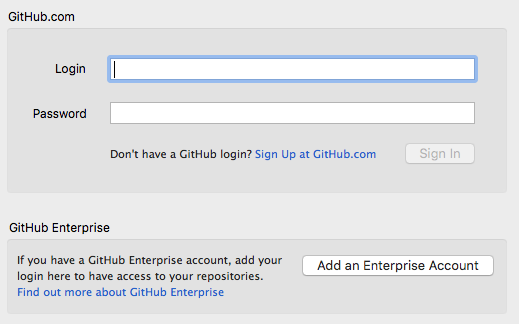 GitHub.com
Login
Password
Don't have a GitHub login? Sign Up at GitHub.com
Sign In
GitHub Enterprise
If you have a GitHub Enterprise account, add your
login here to have access to your repositories.
Find out more about GitHub Enterprise
Add an Enterprise Account